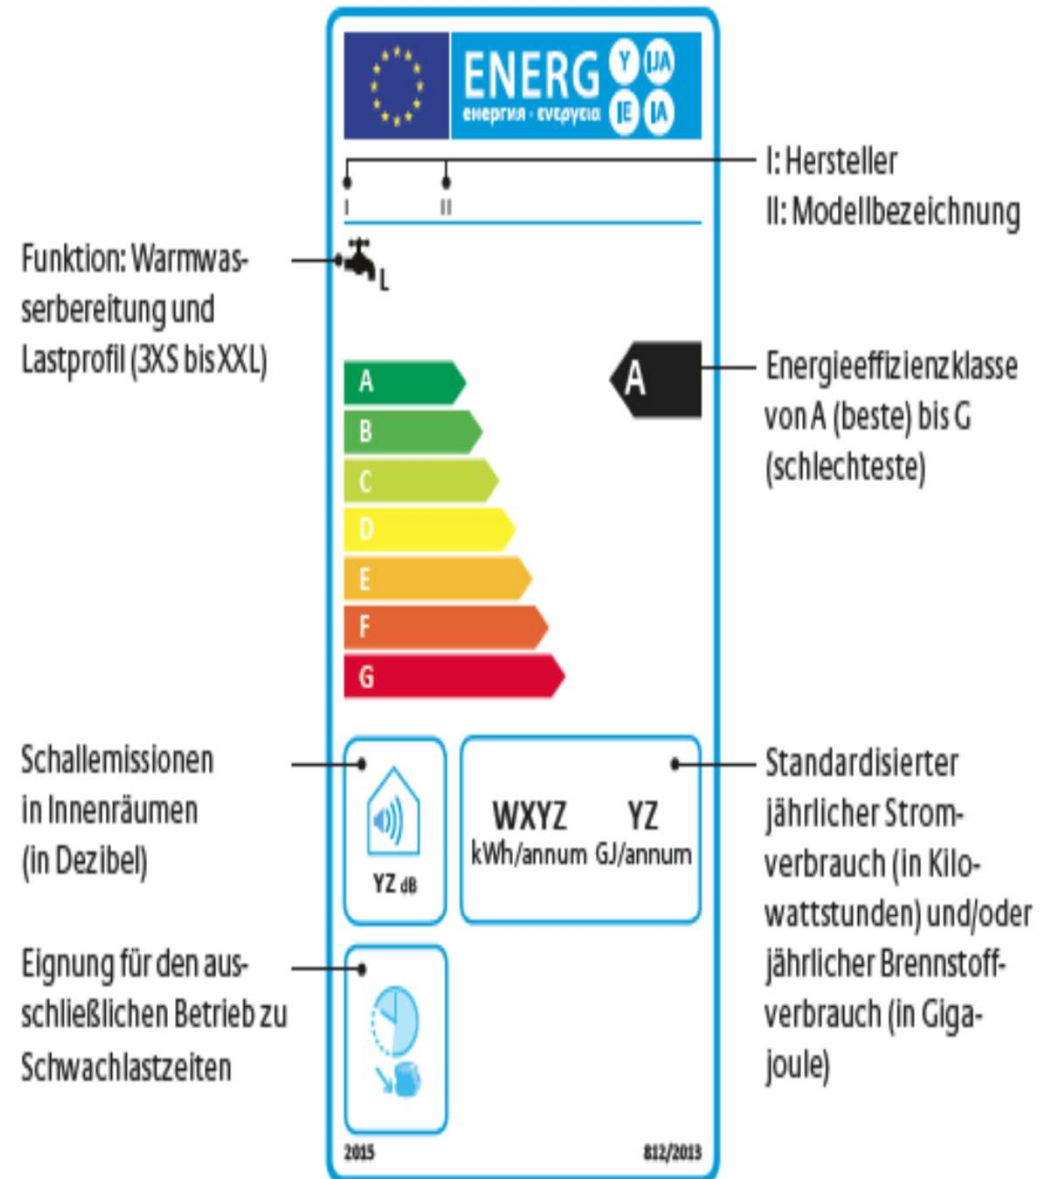 ENERG
енергия · ενεργεια
Y
IJA
IE
IA
I
II
I: Hersteller
II: Modellbezeichnung
Funktion: Warmwas-
serbereitung und
Lastprofil (3XS bis XXL)
L
A
B
C
D
E
F
G
A
Energieeffizienzklasse
von A (beste) bis G
(schlechteste)
Schallemissionen
in Innenräumen
(in Dezibel)
YZ dB
WXYZ YZ
kWh/annum GJ/annum
Standardisierter
jährlicher Strom-
verbrauch (in Kilo-
wattstunden) und/oder
jährlicher Brennstoff-
verbrauch (in Giga-
joule)
Eignung für den aus-
schließlichen Betrieb zu
Schwachlastzeiten
2015
812/2013